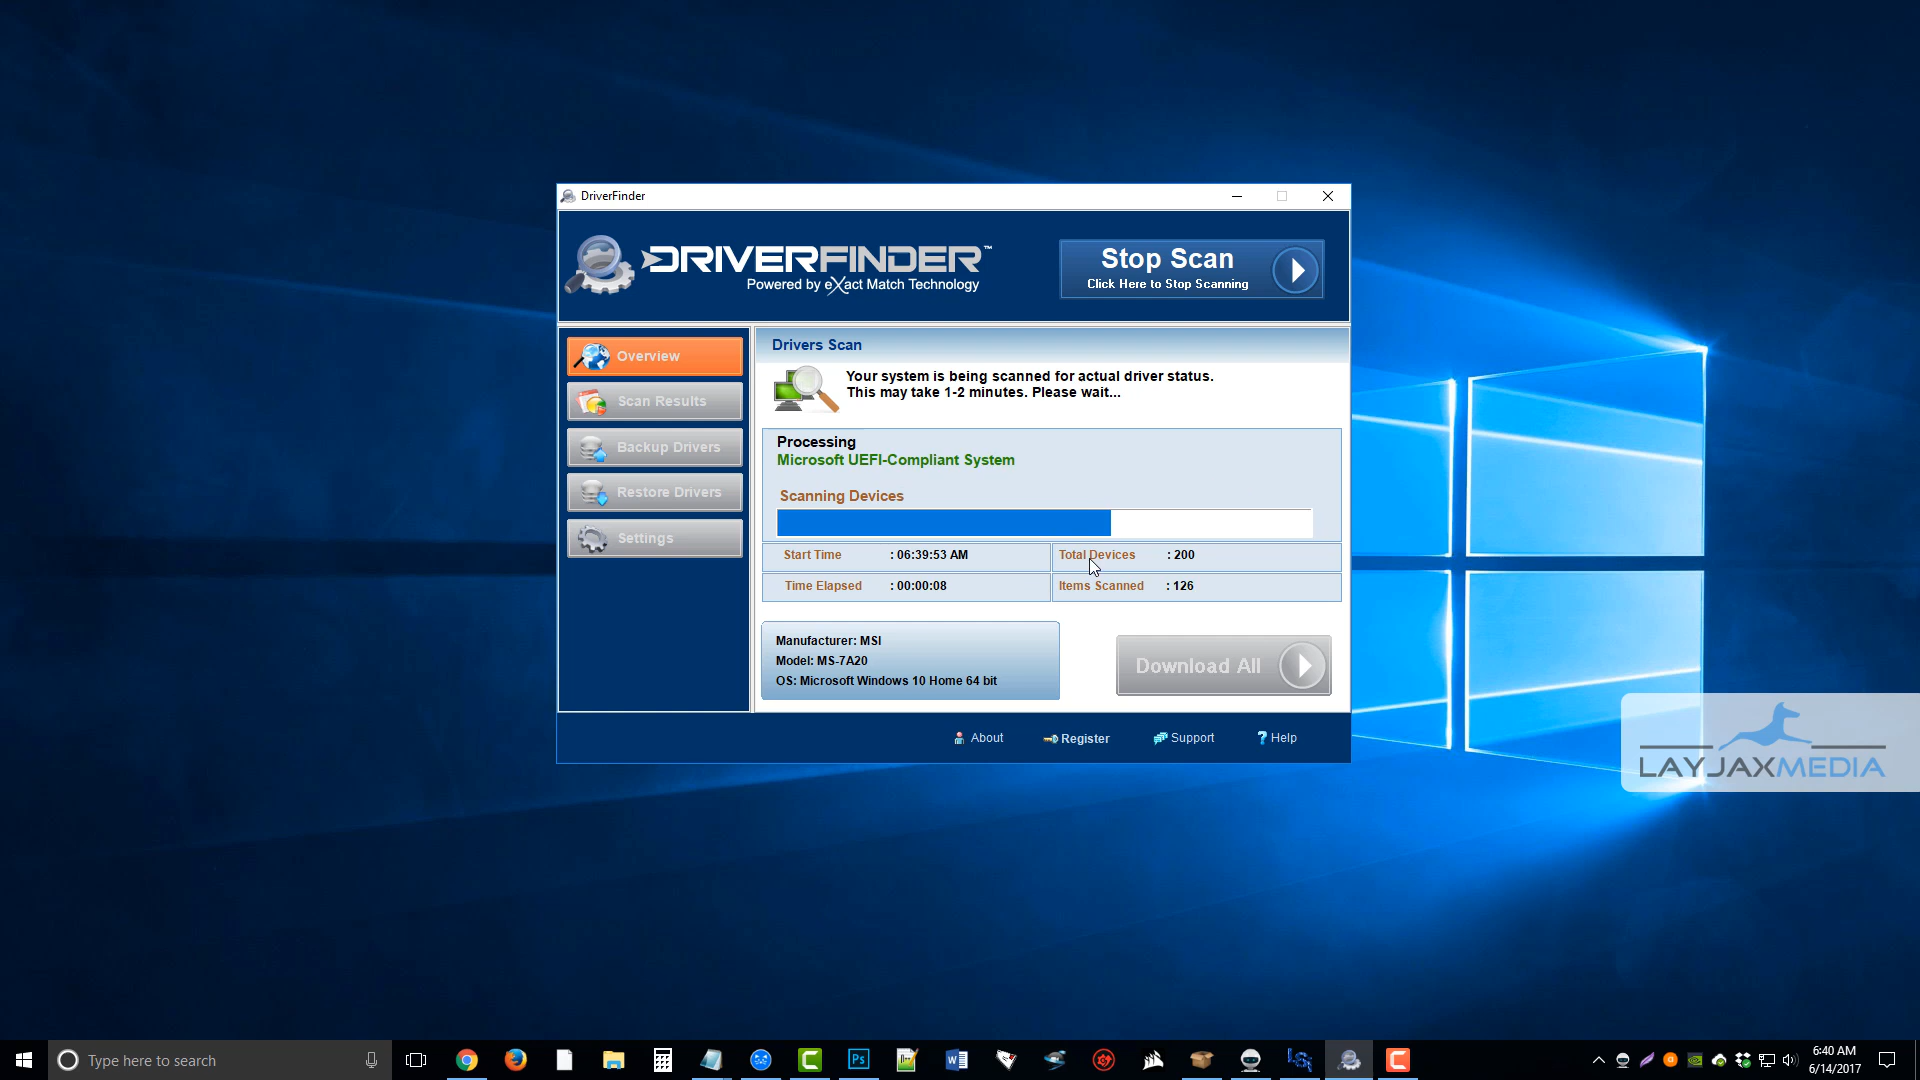 DriverFinder
DRIVERFINDER™
Powered by eXact Match Technology
Stop Scan
Click Here to Stop Scanning
Overview
Scan Results
Backup Drivers
Restore Drivers
Settings
Drivers Scan
Your system is being scanned for actual driver status.
This may take 1-2 minutes. Please wait...
Processing
Microsoft UEFI-Compliant System
Scanning Devices
Start Time : 06:39:53 AM
Total Devices : 200
Time Elapsed : 00:00:08
Items Scanned : 126
Manufacturer: MSI
Model: MS-7A20
OS: Microsoft Windows 10 Home 64 bit
Download All
About
Register
Support
Help
LAYJAXMEDIA
Type here to search
Ps
6:40 AM
6/14/2017